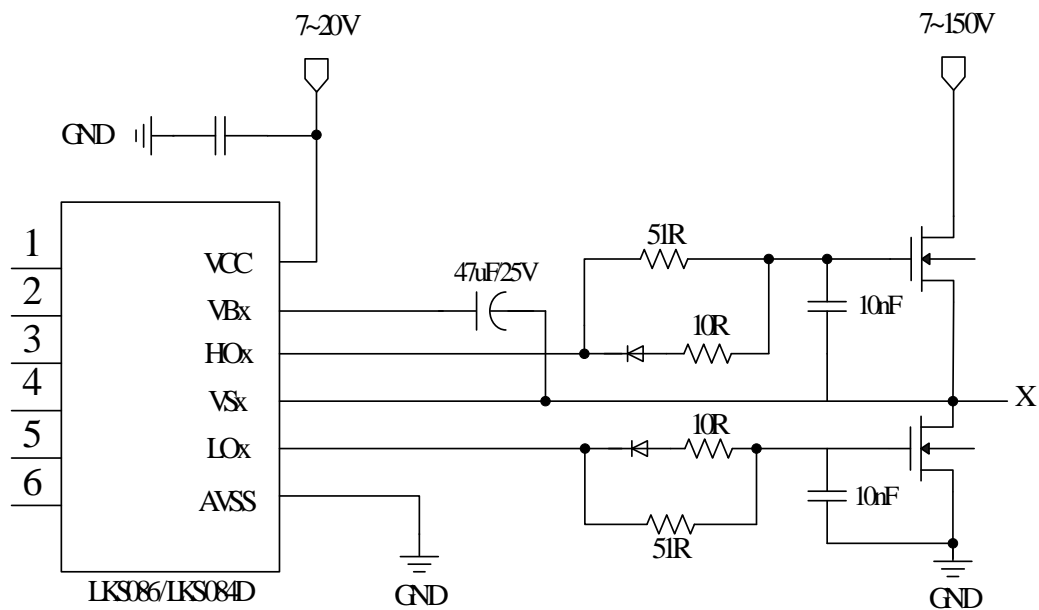 7~20V
7~150V
GND
1
2
3
4
5
6
VCC
VBx
HOx
VSx
LOx
AVSS
47uF/25V
51R
10R
10nF
X
10R
10nF
51R
LKS086/LKS084D
GND
GND